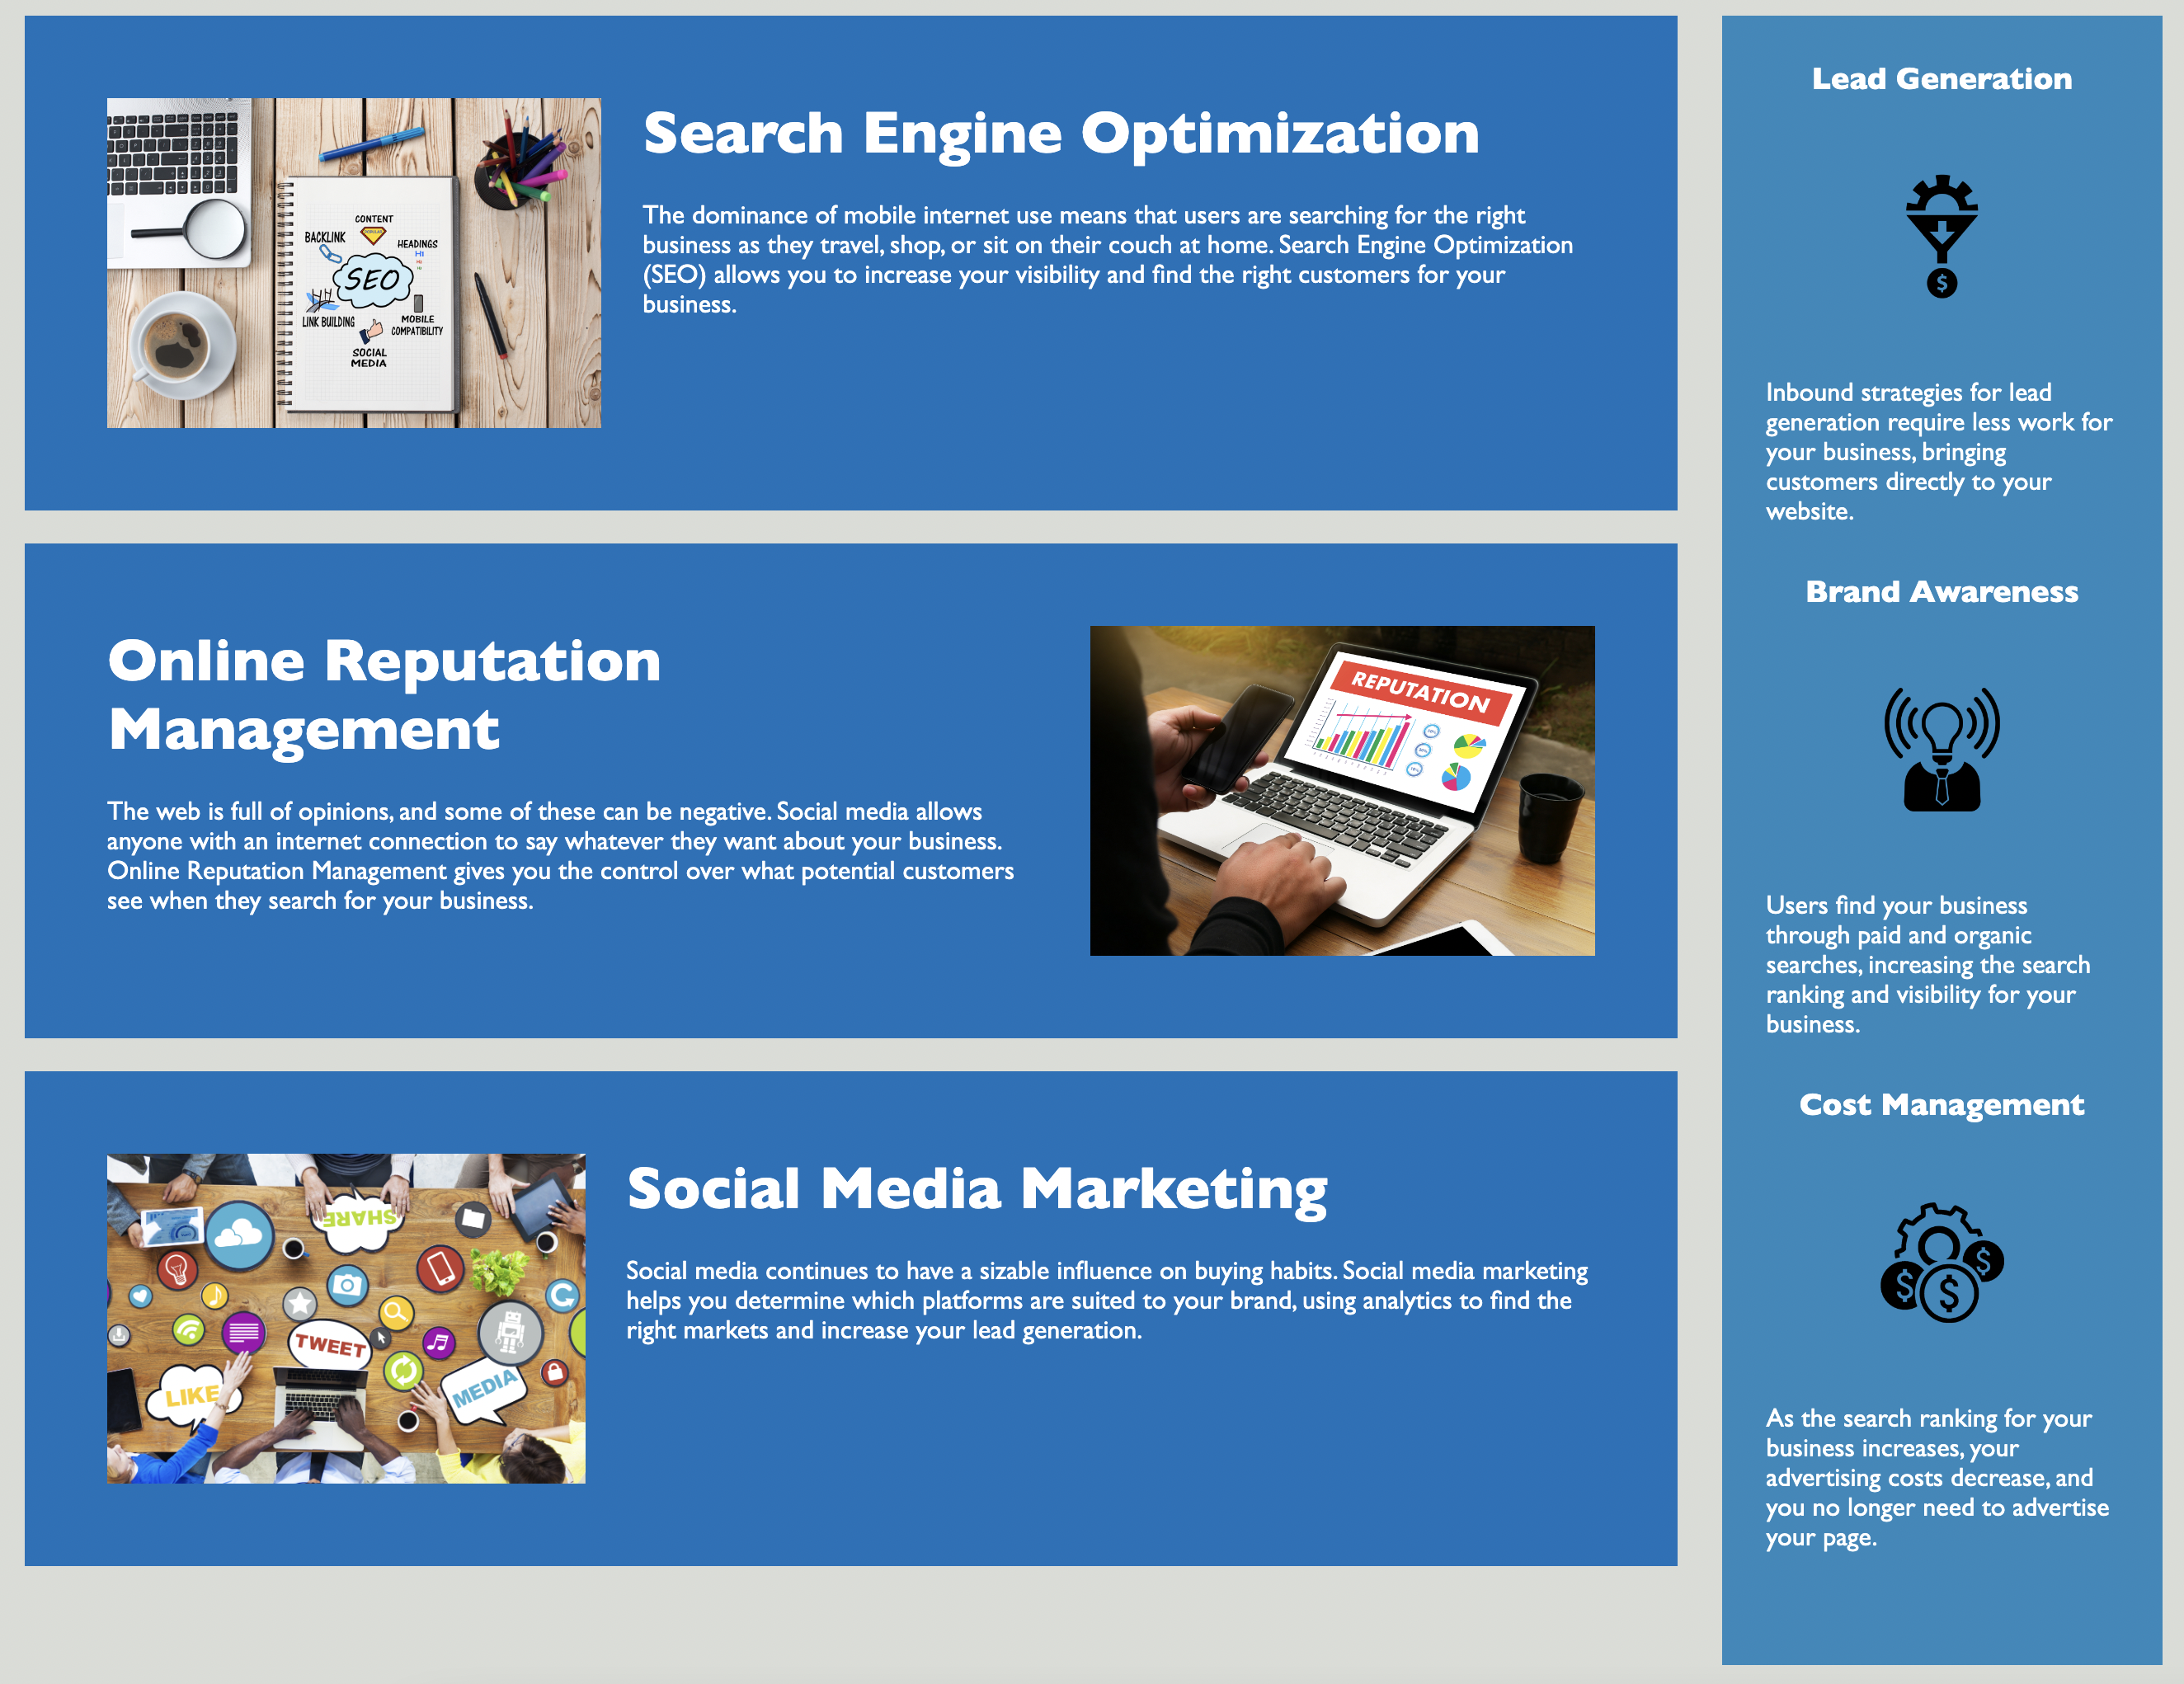 Search Engine Optimization
The dominance of mobile internet use means that users are searching for the right
business as they travel, shop, or sit on their couch at home. Search Engine Optimization
(SEO) allows you to increase your visibility and find the right customers for your
business.
CONTENT
BACKLINK
HEADINGS
H1
SEO
LINK BUILDING
MOBILE
COMPATIBILITY
SOCIAL
MEDIA
Online Reputation
Management
The web is full of opinions, and some of these can be negative. Social media allows
anyone with an internet connection to say whatever they want about your business.
Online Reputation Management gives you the control over what potential customers
see when they search for your business.
REPUTATION
Social Media Marketing
Social media continues to have a sizable influence on buying habits. Social media marketing
helps you determine which platforms are suited to your brand, using analytics to find the
right markets and increase your lead generation.
SHARE
TWEET
LIKE
MEDIA
Lead Generation
$
Inbound strategies for lead
generation require less work for
your business, bringing
customers directly to your
website.
Brand Awareness
Users find your business
through paid and organic
searches, increasing the search
ranking and visibility for your
business.
Cost Management
$ $ $
As the search ranking for your
business increases, your
advertising costs decrease, and
you no longer need to advertise
your page.